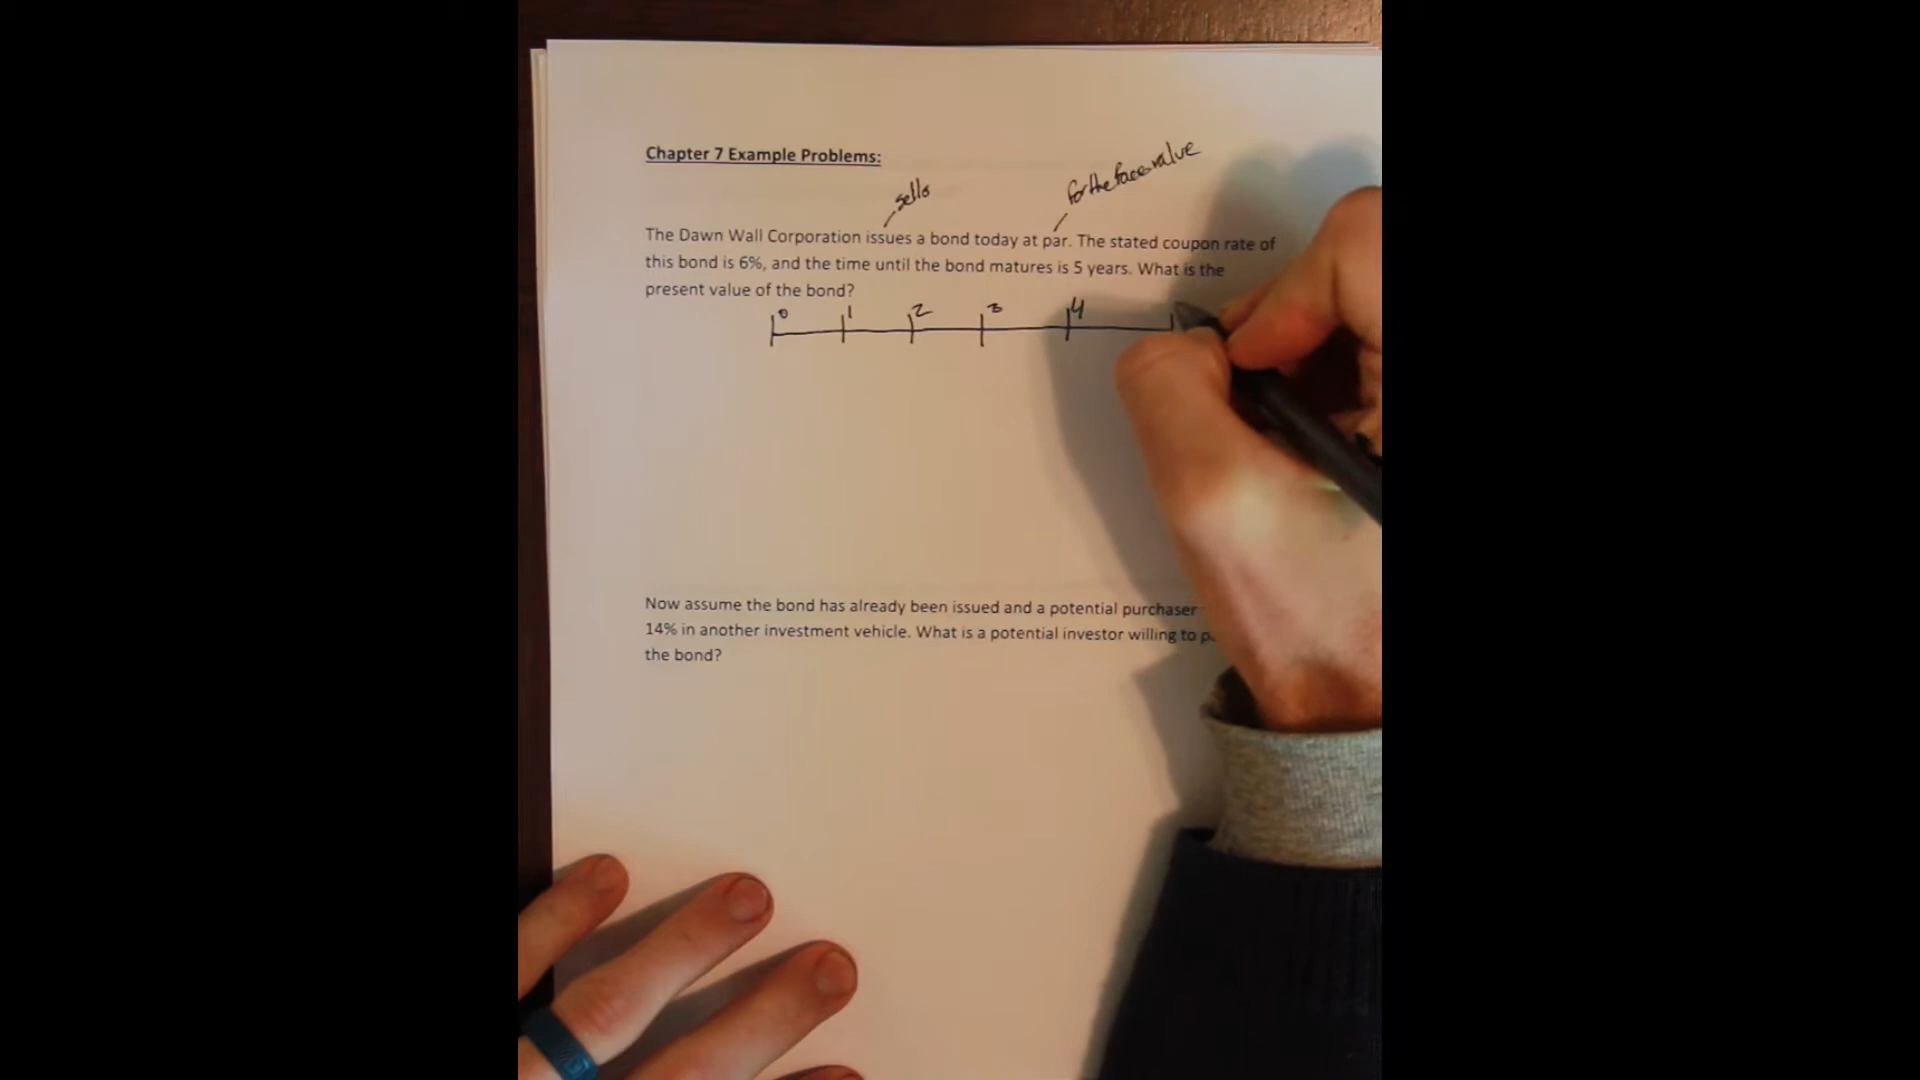 Chapter 7 Example Problems:
sells
for the face value
The Dawn Wall Corporation issues a bond today at par. The stated coupon rate of
this bond is 6%, and the time until the bond matures is 5 years. What is the
present value of the bond?
0 1 2 3 4
Now assume the bond has already been issued and a potential purchaser
14% in another investment vehicle. What is a potential investor willing to
the bond?